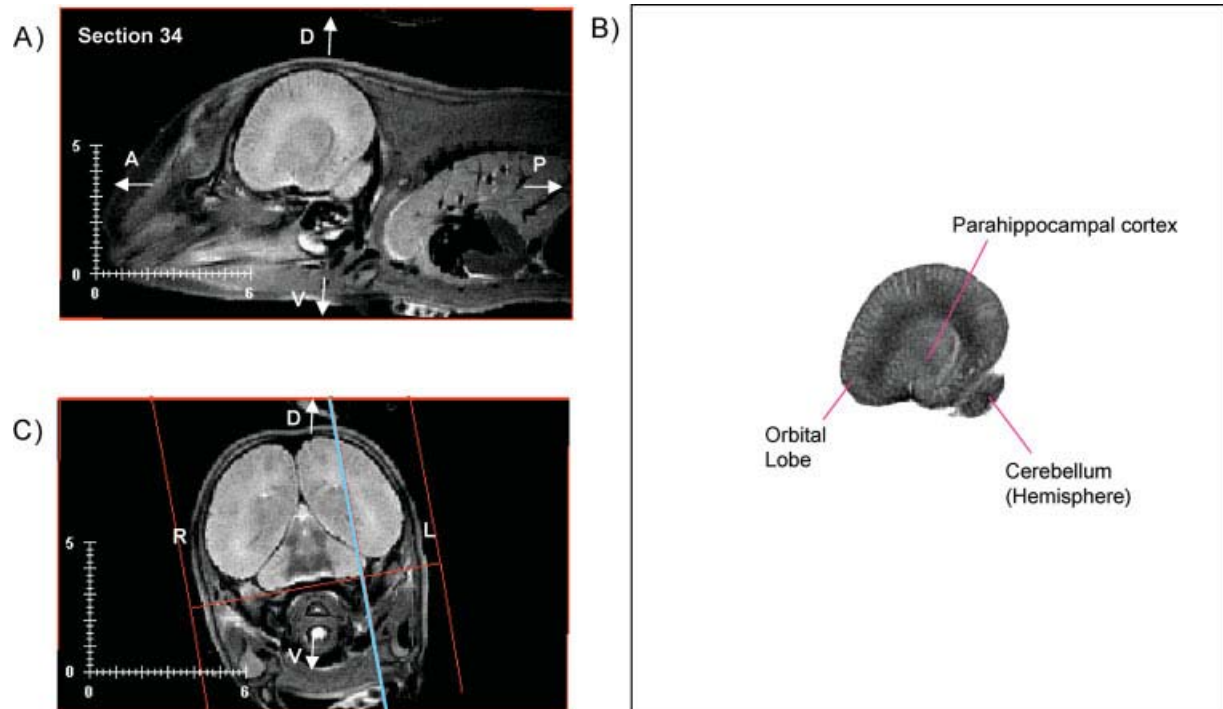 A)
Section 34
D
5
A
P
0
0
6
V
B)
Parahippocampal cortex
Orbital
Lobe
Cerebellum
(Hemisphere)
C)
D
R
L
5
V
0
0
6